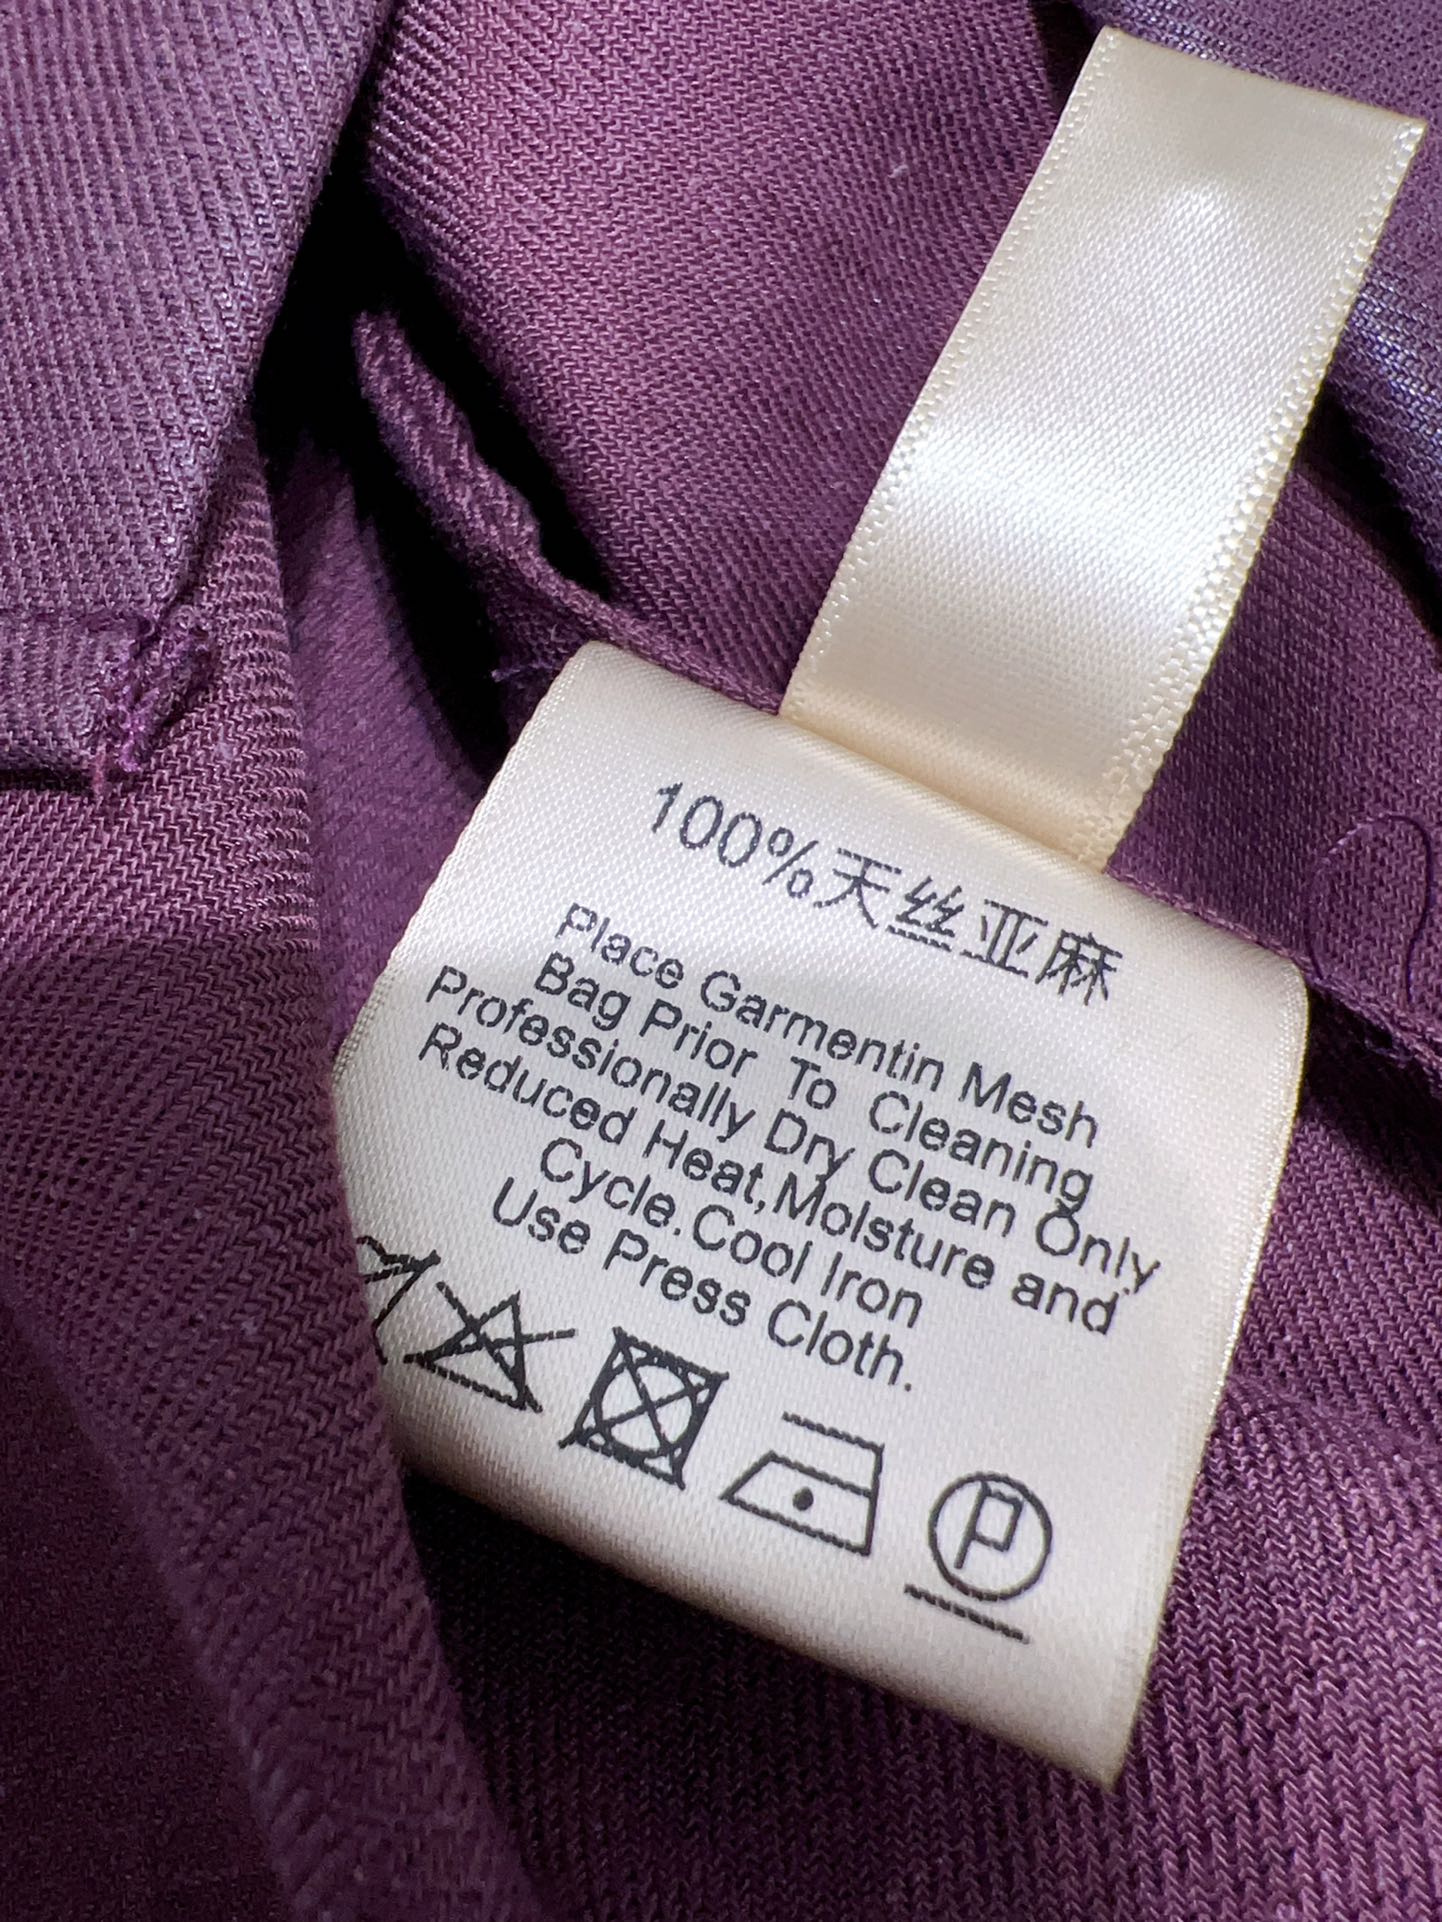 100%天丝亚麻
Place Garmentin Mesh
Bag Prior To Cleaning
Professionally Dry Clean Only.
Reduced Heat,Molsture and
Cycle.Cool Iron
Use Press Cloth.
P